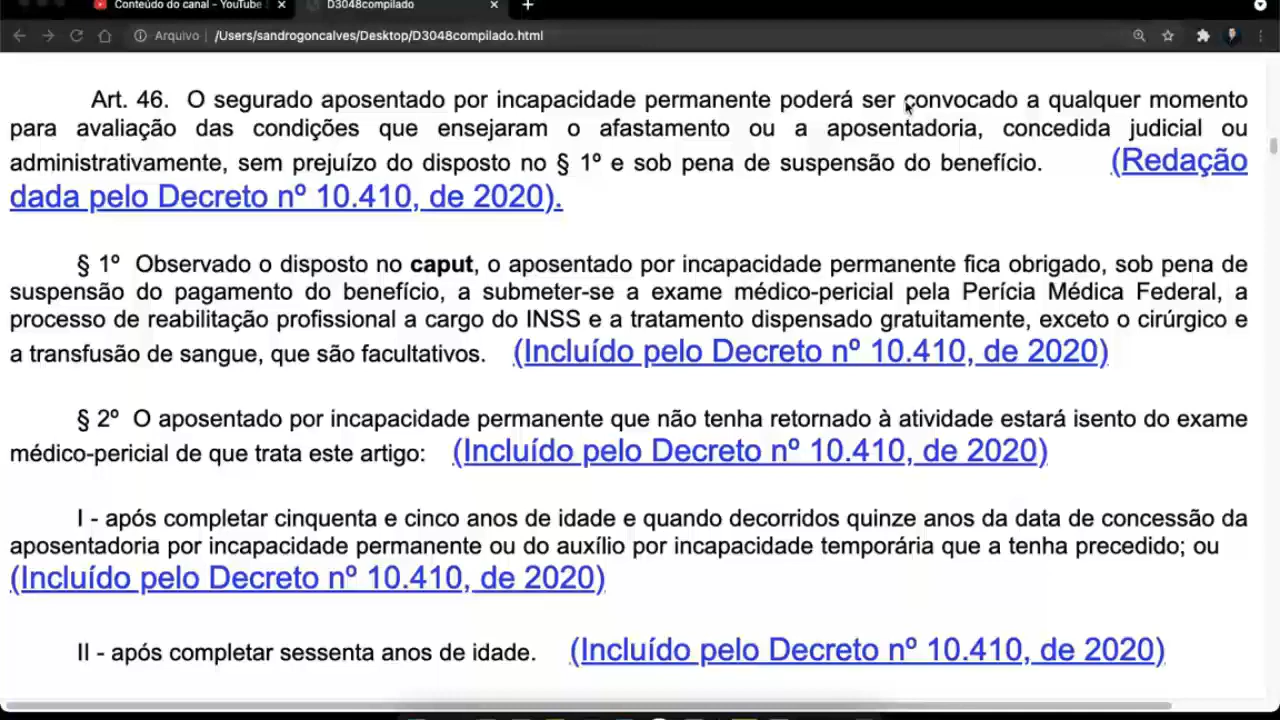 Conteúdo do canal - YouTube
D3048compilado
Arquivo | /Users/sandrogoncalves/Desktop/D3048compilado.html
Art. 46. O segurado aposentado por incapacidade permanente poderá ser convocado a qualquer momento
para avaliação das condições que ensejaram o afastamento ou a aposentadoria, concedida judicial ou
administrativamente, sem prejuízo do disposto no § 1º e sob pena de suspensão do benefício. (Redação
dada pelo Decreto nº 10.410, de 2020).
§ 1º Observado o disposto no caput, o aposentado por incapacidade permanente fica obrigado, sob pena de
suspensão do pagamento do benefício, a submeter-se a exame médico-pericial pela Perícia Médica Federal, a
processo de reabilitação profissional a cargo do INSS e a tratamento dispensado gratuitamente, exceto o cirúrgico e
a transfusão de sangue, que são facultativos. (Incluído pelo Decreto nº 10.410, de 2020)
§ 2º O aposentado por incapacidade permanente que não tenha retornado à atividade estará isento do exame
médico-pericial de que trata este artigo: (Incluído pelo Decreto nº 10.410, de 2020)
I - após completar cinquenta e cinco anos de idade e quando decorridos quinze anos da data de concessão da
aposentadoria por incapacidade permanente ou do auxílio por incapacidade temporária que a tenha precedido; ou
(Incluído pelo Decreto nº 10.410, de 2020)
II - após completar sessenta anos de idade. (Incluído pelo Decreto nº 10.410, de 2020)